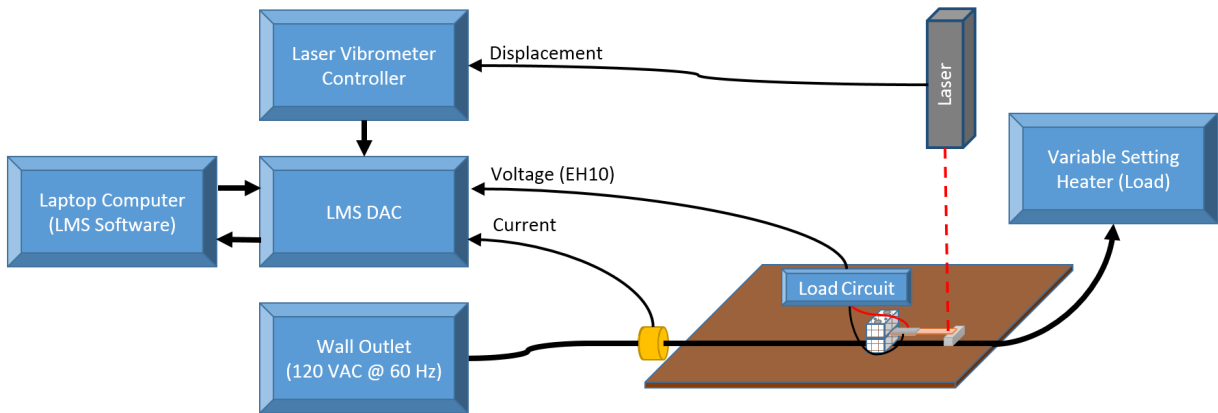 Laser Vibrometer
Controller
Displacement
Laser
Variable Setting
Heater (Load)
Laptop Computer
(LMS Software)
LMS DAC
Voltage (EH10)
Current
Load Circuit
Wall Outlet
(120 VAC @ 60 Hz)